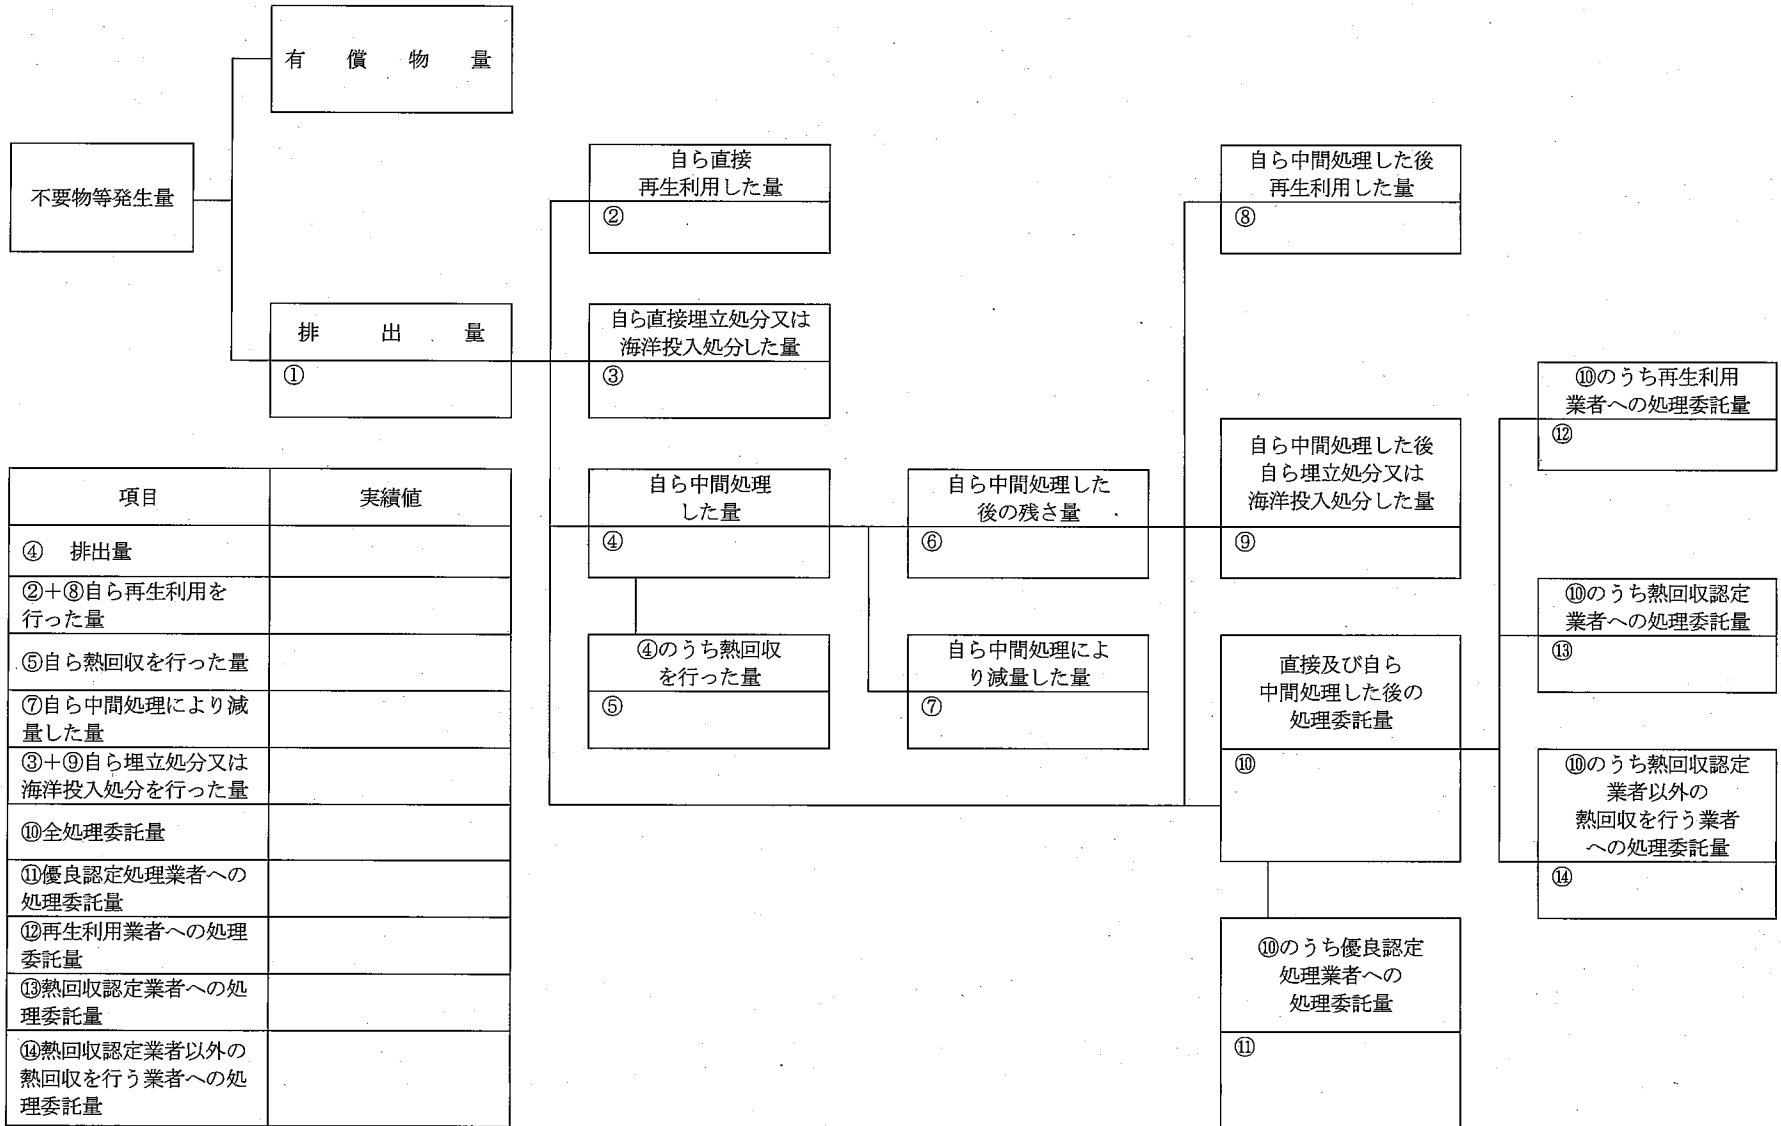 有償物量
不要物等発生量
排出量
①
自ら直接
再生利用した量
②
自ら直接埋立処分又は
海洋投入処分した量
③
自ら中間処理
した量
④
④のうち熱回収
を行った量
⑤
自ら中間処理した
後の残さ量
⑥
自ら中間処理によ
り減量した量
⑦
自ら中間処理した後
再生利用した量
⑧
自ら中間処理した後
自ら埋立処分又は
海洋投入処分した量
⑨
直接及び自ら
中間処理した後の
処理委託量
⑩
⑩のうち優良認定
処理業者への
処理委託量
⑪
⑩のうち再生利用
業者への処理委託量
⑫
⑩のうち熱回収認定
業者への処理委託量
⑬
⑩のうち熱回収認定
業者以外の
熱回収を行う業者
への処理委託量
⑭
項目 実績値
④ 排出量
②+⑧自ら再生利用を
行った量
⑤自ら熱回収を行った量
⑦自ら中間処理により減
量した量
③+⑨自ら埋立処分又は
海洋投入処分を行った量
⑩全処理委託量
⑪優良認定処理業者への
処理委託量
⑫再生利用業者への処理
委託量
⑬熱回収認定業者への処
理委託量
⑭熱回収認定業者以外の
熱回収を行う業者への処
理委託量